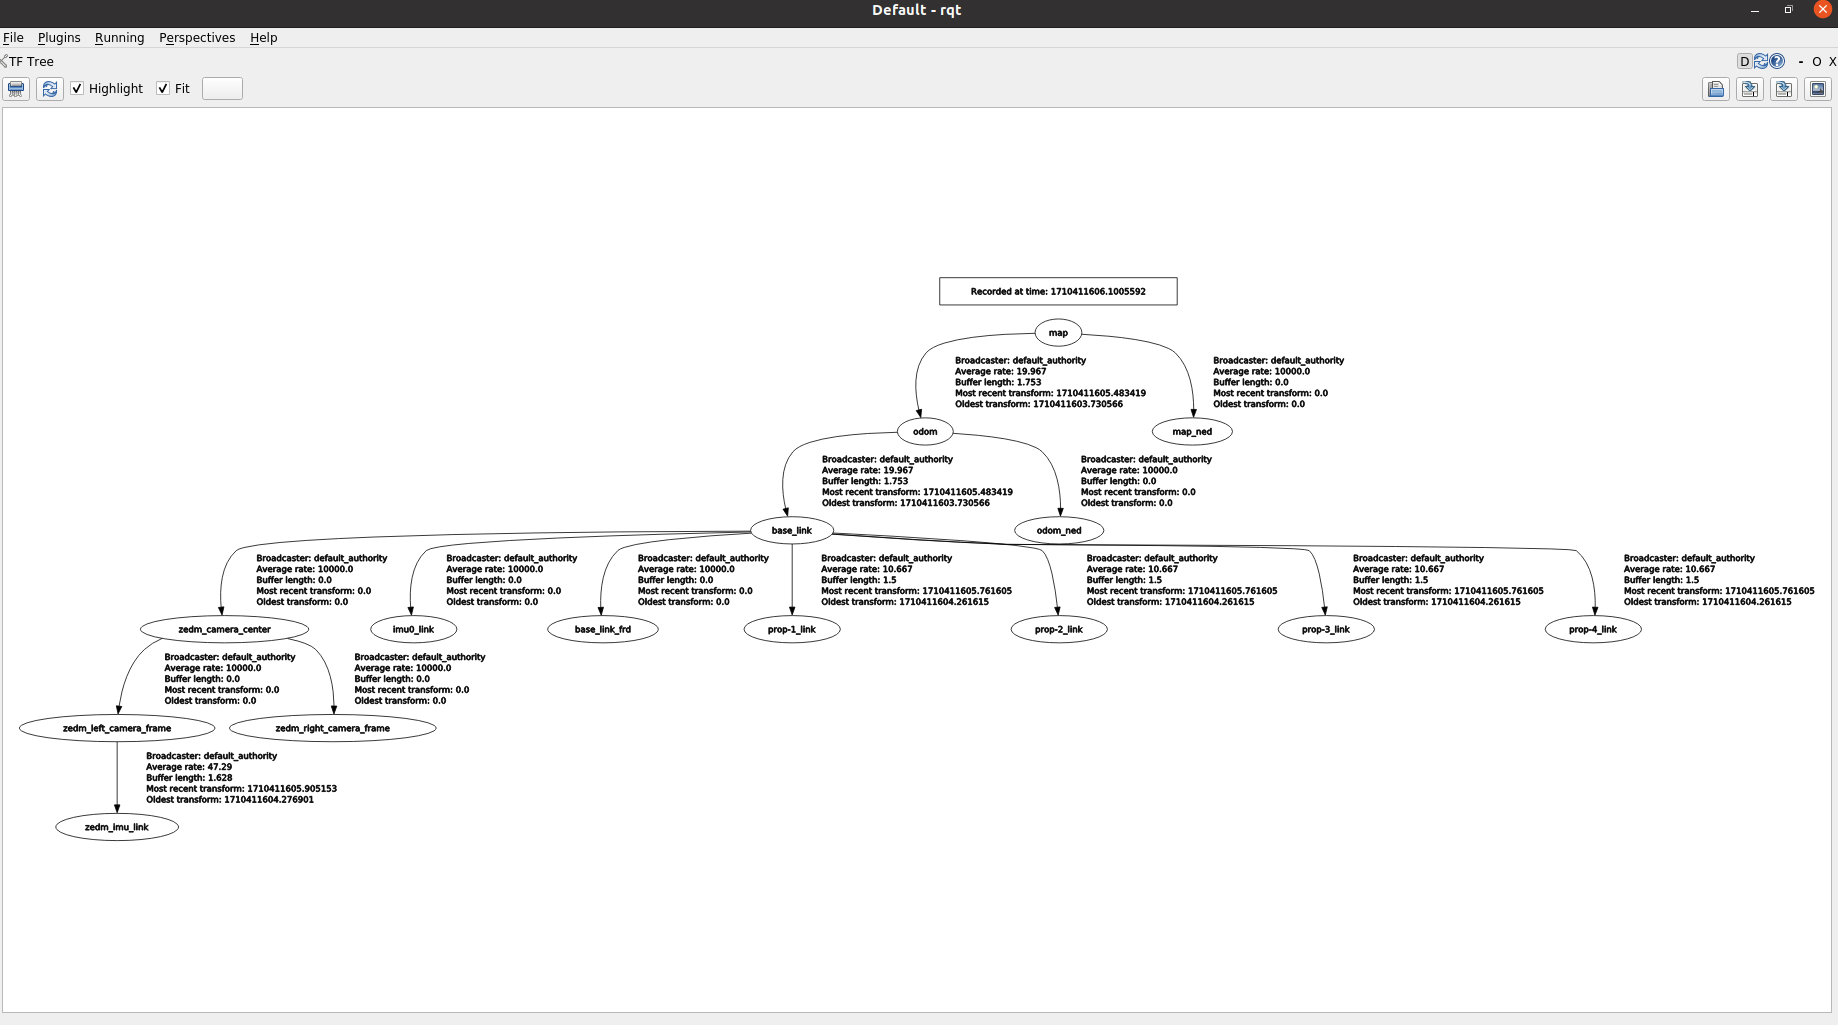 Default - rqt
File Plugins Running Perspectives Help
TF Tree
D ? - O X
Highlight Fit
Recorded at time: 1710411606.1005592
map
Broadcaster: default_authority
Average rate: 19.967
Buffer length: 1.753
Most recent transform: 1710411605.483419
Oldest transform: 1710411603.730566
Broadcaster: default_authority
Average rate: 10000.0
Buffer length: 0.0
Most recent transform: 0.0
Oldest transform: 0.0
odom
map_ned
Broadcaster: default_authority
Average rate: 19.967
Buffer length: 1.753
Most recent transform: 1710411605.483419
Oldest transform: 1710411603.730566
Broadcaster: default_authority
Average rate: 10000.0
Buffer length: 0.0
Most recent transform: 0.0
Oldest transform: 0.0
base_link
odom_ned
Broadcaster: default_authority
Average rate: 10000.0
Buffer length: 0.0
Most recent transform: 0.0
Oldest transform: 0.0
Broadcaster: default_authority
Average rate: 10000.0
Buffer length: 0.0
Most recent transform: 0.0
Oldest transform: 0.0
Broadcaster: default_authority
Average rate: 10000.0
Buffer length: 0.0
Most recent transform: 0.0
Oldest transform: 0.0
Broadcaster: default_authority
Average rate: 10.667
Buffer length: 1.5
Most recent transform: 1710411605.761605
Oldest transform: 1710411604.261615
Broadcaster: default_authority
Average rate: 10.667
Buffer length: 1.5
Most recent transform: 1710411605.761605
Oldest transform: 1710411604.261615
Broadcaster: default_authority
Average rate: 10.667
Buffer length: 1.5
Most recent transform: 1710411605.761605
Oldest transform: 1710411604.261615
Broadcaster: default_authority
Average rate: 10.667
Buffer length: 1.5
Most recent transform: 1710411605.761605
Oldest transform: 1710411604.261615
zedm_camera_center
imu0_link
base_link_frd
prop-1_link
prop-2_link
prop-3_link
prop-4_link
Broadcaster: default_authority
Average rate: 10000.0
Buffer length: 0.0
Most recent transform: 0.0
Oldest transform: 0.0
Broadcaster: default_authority
Average rate: 10000.0
Buffer length: 0.0
Most recent transform: 0.0
Oldest transform: 0.0
zedm_left_camera_frame
zedm_right_camera_frame
Broadcaster: default_authority
Average rate: 47.29
Buffer length: 1.628
Most recent transform: 1710411605.905153
Oldest transform: 1710411604.276901
zedm_imu_link